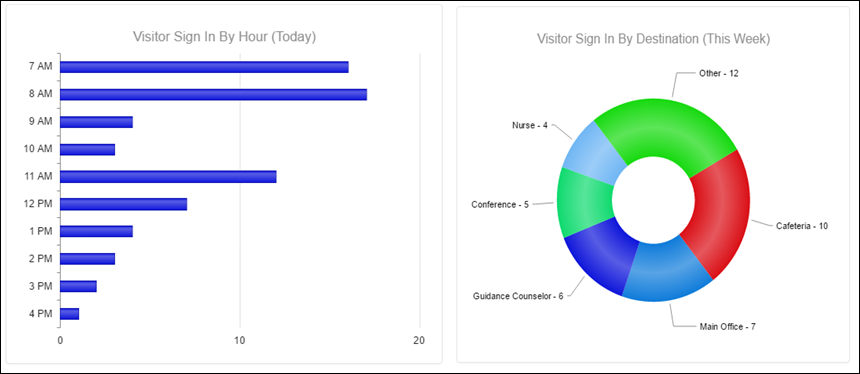 Visitor Sign In By Hour (Today)
7 AM
8 AM
9 AM
10 AM
11 AM
12 PM
1 PM
2 PM
3 PM
4 PM
0
10
20
Visitor Sign In By Destination (This Week)
Other - 12
Nurse - 4
Conference - 5
Cafeteria - 10
Guidance Counselor - 6
Main Office - 7